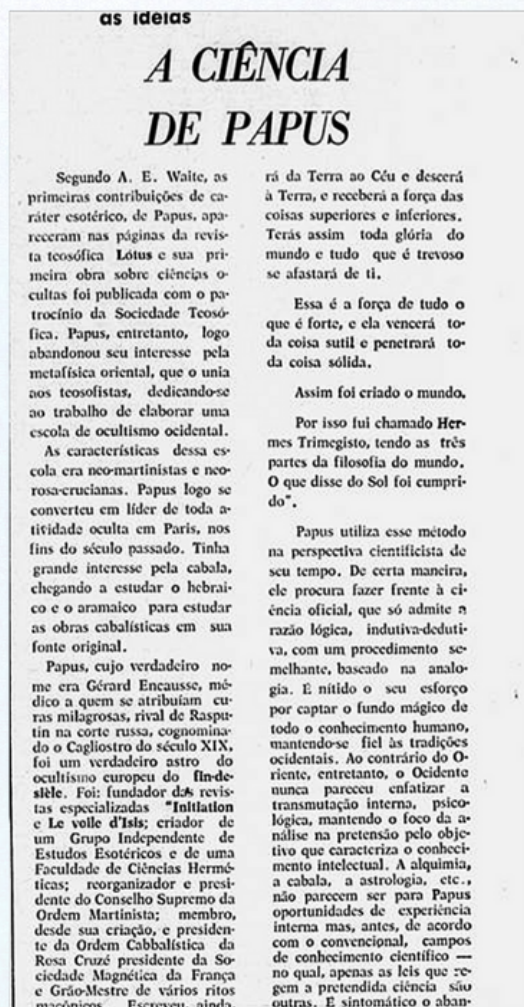 as ideias
A CIÊNCIA
DE PAPUS
Segundo A. E. Waite, as
primeiras contribuições de ca-
ráter esotérico, de Papus, apa-
receram nas páginas da revis-
ta teosófica Lótus e sua pri-
meira obra sobre ciências o-
cultas foi publicada com o pa-
trocínio da Sociedade Teosó-
fica. Papus, entretanto, logo
abandonou seu interesse pela
metafísica oriental, que o unia
aos teosofistas, dedicando-se
ao trabalho de elaborar uma
escola de ocultismo ocidental.
As características dessa es-
cola era neo-martinistas e neo-
rosa-crucianas. Papus logo se
converteu em líder de toda a-
tividade oculta em Paris, nos
fins do século passado. Tinha
grande interesse pela cabala,
chegando a estudar o hebrai-
co e o aramaico para estudar
as obras cabalísticas em sua
fonte original.
Papus, cujo verdadeiro no-
me era Gérard Encausse, mé-
dico a quem se atribuíam cu-
ras milagrosas, rival de Raspu-
tin na corte russa, cognomina-
do o Cagliostro do século XIX,
foi um verdadeiro astro do
ocultismo europeu do fin-de-
sièle. Foi: fundador das revis-
tas especializadas "Initlation
e Le voile d'Isis; criador de
um Grupo Independente de
Estudos Esotéricos e de uma
Faculdade de Ciências Hermé-
ticas; reorganizador e presi-
dente do Conselho Supremo da
Ordem Martinista; membro,
desde sua criação, e presiden-
te da Ordem Cabbalística da
Rosa Cruzé presidente da So-
ciedade Magnética da França
e Grão-Mestre de vários ritos
maçônicos. Escreveu ainda,
rá da Terra ao Céu e descerá
à Terra, e receberá a força das
coisas superiores e inferiores.
Terás assim toda glória do
mundo e tudo que é trevoso
se afastará de ti.
Essa é a força de tudo o
que é forte, e ela vencerá to-
da coisa sutil e penetrará to-
da coisa sólida.
Assim foi criado o mundo.
Por isso fui chamado Her-
mes Trimegisto, tendo as três
partes da filosofia do mundo.
O que disse do Sol foi cumpri-
do".
Papus utiliza esse método
na perspectiva cientificista de
seu tempo. De certa maneira,
ele procura fazer frente à ci-
ência oficial, que só admite a
razão lógica, indutiva-deduti-
va, com um procedimento se-
melhante, baseado na analo-
gia. É nítido o seu esforço
por captar o fundo mágico de
todo o conhecimento humano,
mantendo-se fiel às tradições
ocidentais. Ao contrário do O-
riente, entretanto, o Ocidente
nunca pareceu enfatizar a
transmutação interna, psico-
lógica, mantendo o foco da a-
nálise na pretensão pelo obje-
tivo que caracteriza o conheci-
mento intelectual. A alquimia,
a cabala, a astrologia, etc.,
não parecem ser para Papus
oportunidades de experiência
interna mas, antes, de acordo
com o convencional, campos
de conhecimento científico —
no qual, apenas as leis que re-
gem a pretendida ciência são
outras. É sintomático o aban-